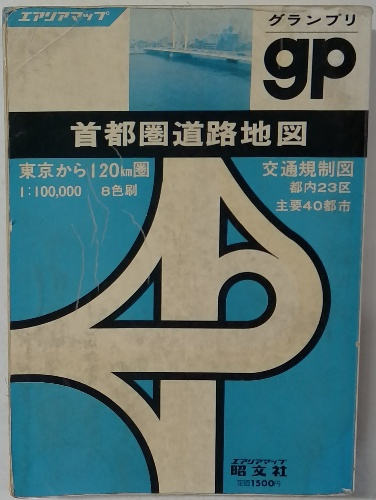 エアリアマップ
グランプリ
gp
首都圏道路地図
東京から120km圏
1:100,000 8色刷
交通規制図
都内23区
主要40都市
エアリアマップ
昭文社
定価1500円